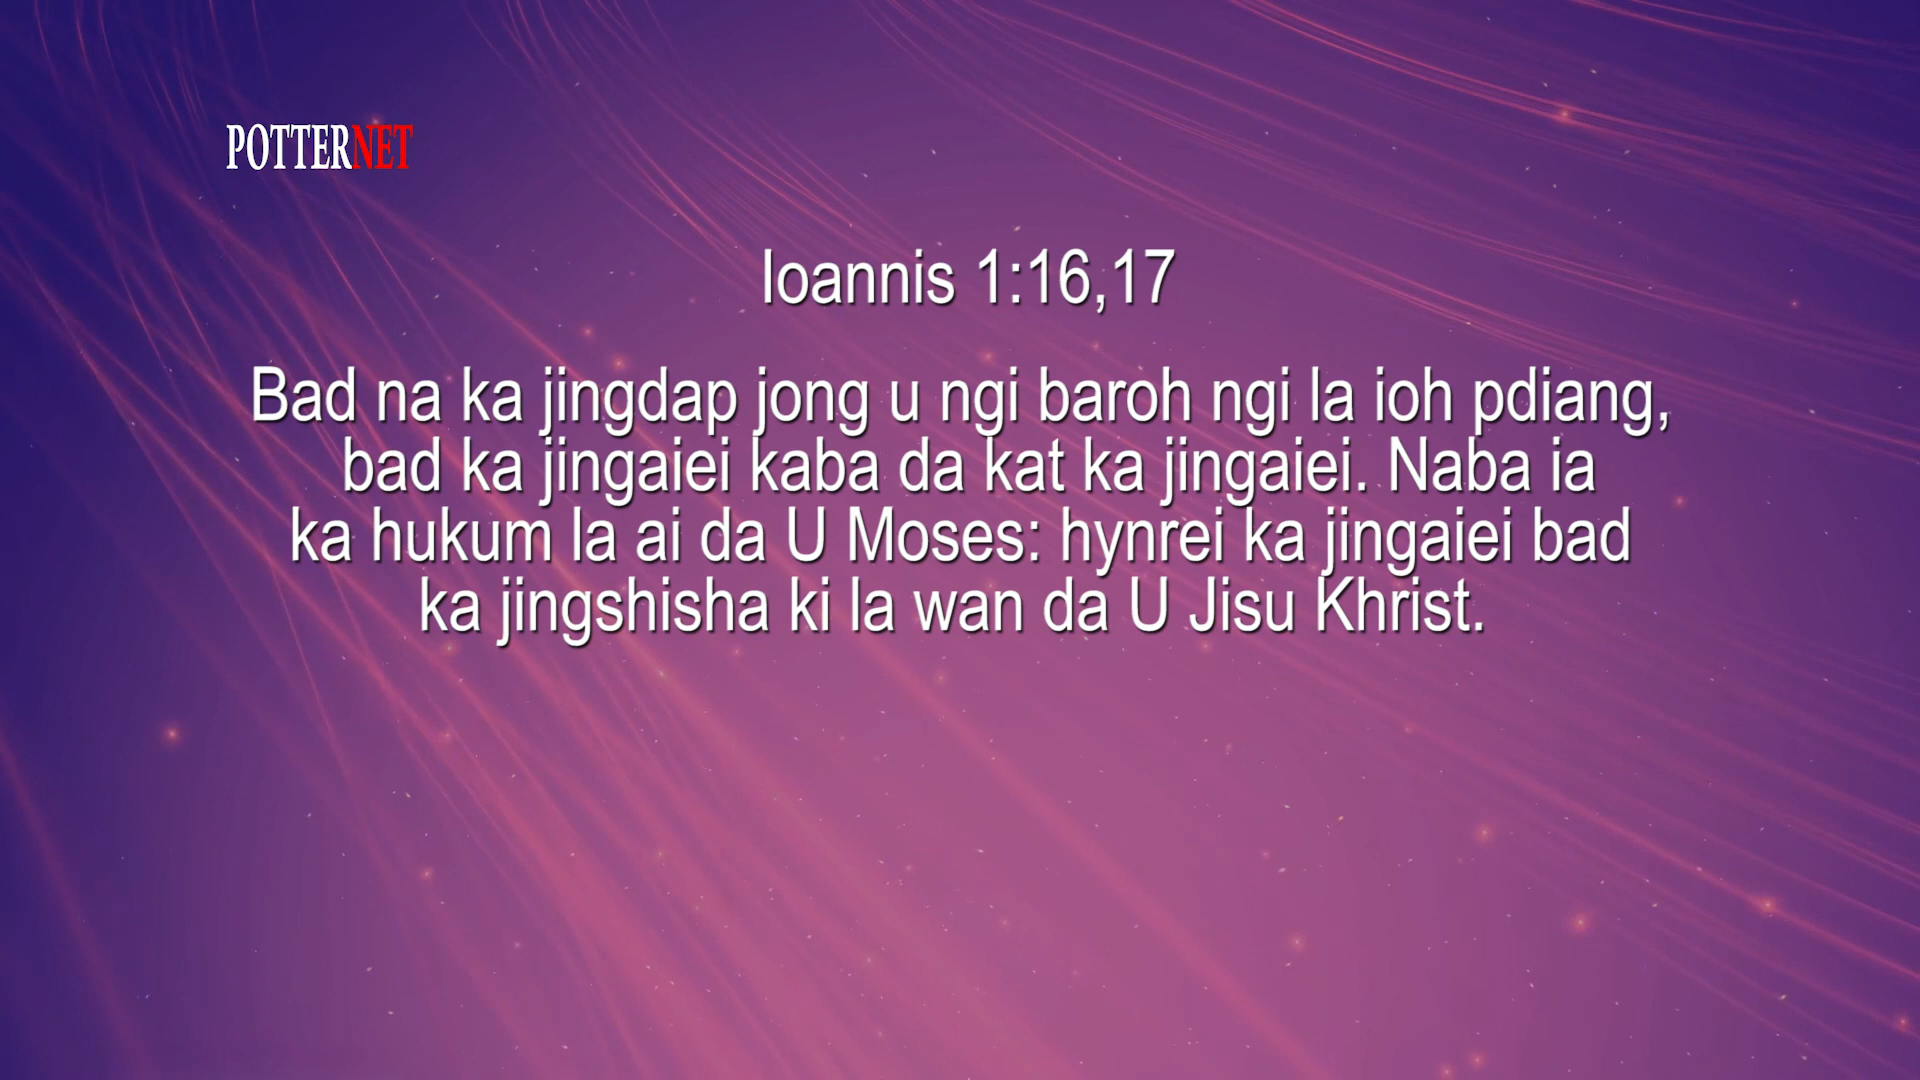 POTTERNET
Ioannis 1:16,17
Bad na ka jingdap jong u ngi baroh ngi la ioh pdiang,
bad ka jingaiei kaba da kat ka jingaiei. Naba ia
ka hukum la ai da U Moses: hynrei ka jingaiei bad
ka jingshisha ki la wan da U Jisu Khrist.